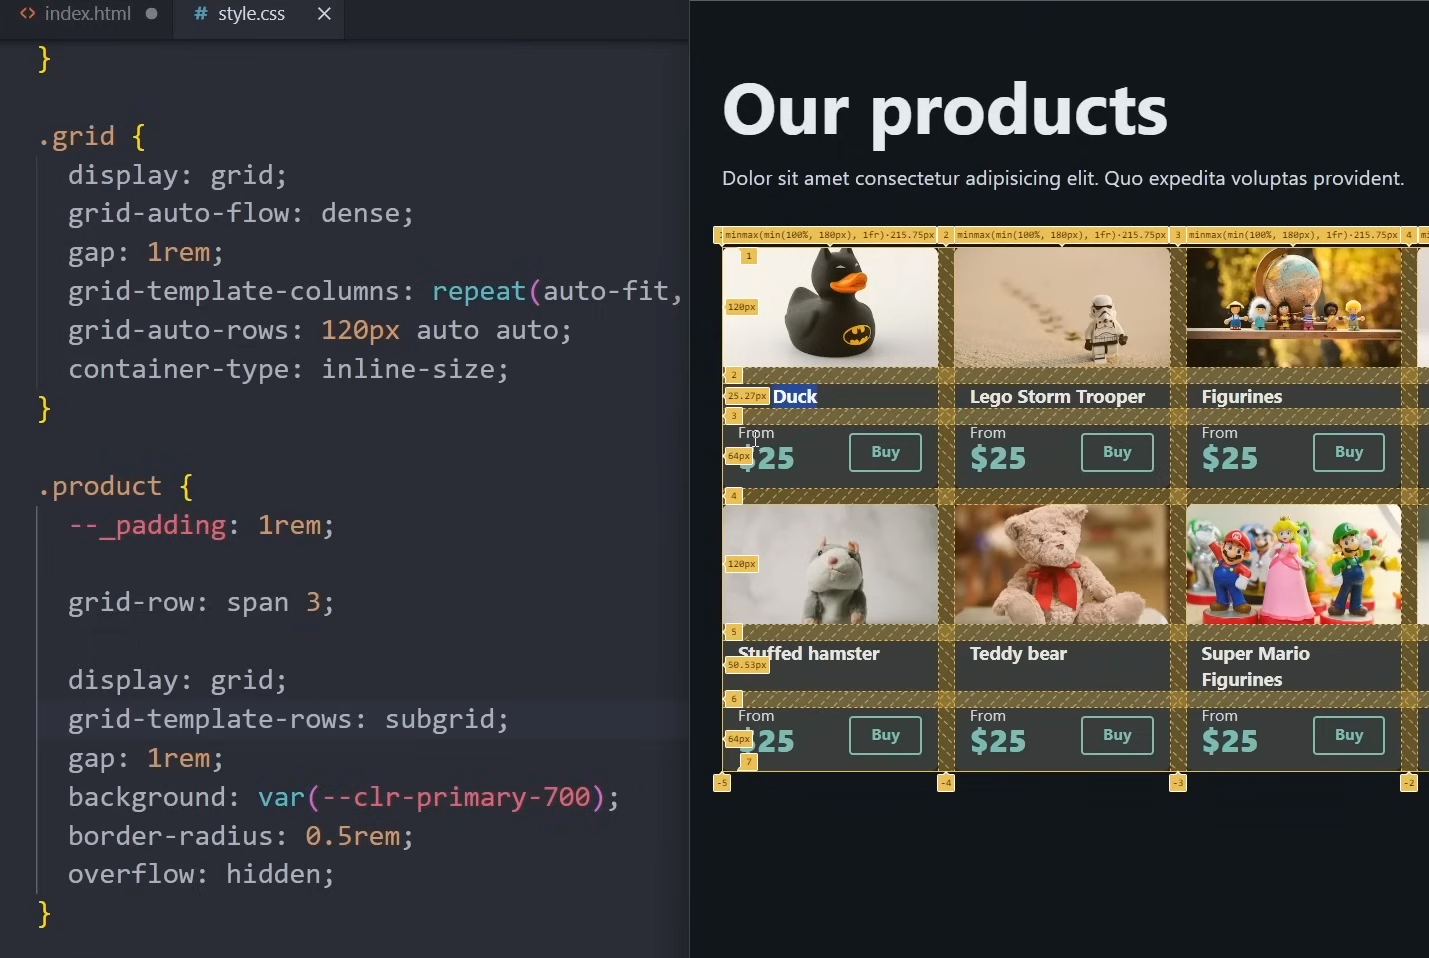 index.html
# style.css
}
.grid {
display: grid;
grid-auto-flow: dense;
gap: 1rem;
grid-template-columns: repeat(auto-fit,
grid-auto-rows: 120px auto auto;
container-type: inline-size;
}
.product {
--_padding: 1rem;
grid-row: span 3;
display: grid;
grid-template-rows: subgrid;
gap: 1rem;
background: var(--clr-primary-700);
border-radius: 0.5rem;
overflow: hidden;
}
Our products
Dolor sit amet consectetur adipisicing elit. Quo expedita voluptas provident.
minmax(min(100%, 180px), 1fr)·215.75px 2 minmax(min(100%, 180px), 1fr)·215.75px 3 minmax(min(100%, 180px), 1fr)·215.75px 4
1
120px
2
25.27px Duck Lego Storm Trooper Figurines
3
From From From
64px $25 Buy $25 Buy $25 Buy
4
120px
5
Stuffed hamster Teddy bear Super Mario
50.53px Figurines
6
From From From
64px $25 Buy $25 Buy $25 Buy
7
-5 -4 -3 -2